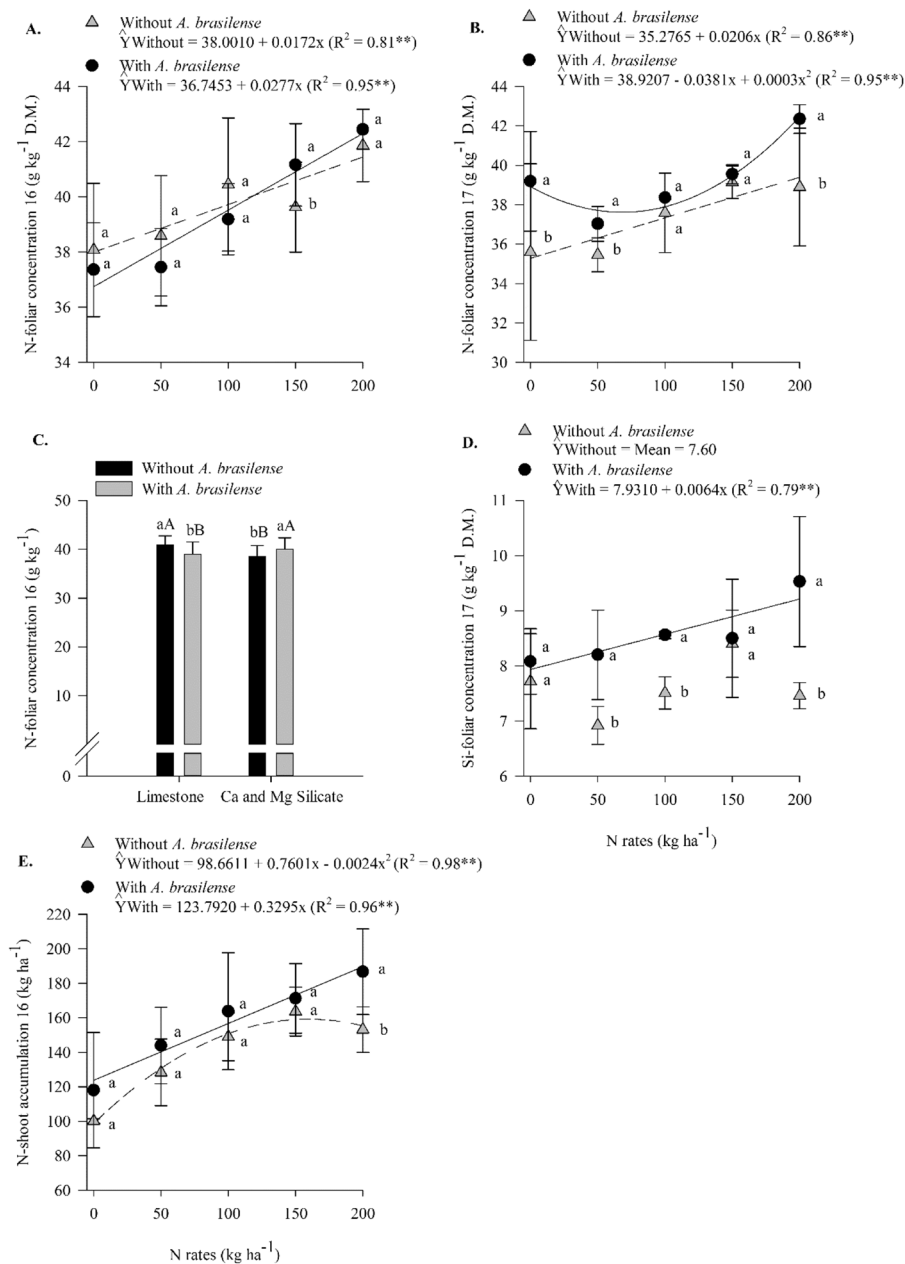 A.
Without A. brasilense
ŶWithout = 38.0010 + 0.0172x (R² = 0.81**)
With A. brasilense
ŶWith = 36.7453 + 0.0277x (R² = 0.95**)
N-foliar concentration 16 (g kg⁻¹ D.M.)
44
42
40
38
36
34
a
a
a
a
a
a
a
b
a
a
0 50 100 150 200
B.
Without A. brasilense
ŶWithout = 35.2765 + 0.0206x (R² = 0.86**)
With A. brasilense
ŶWith = 38.9207 - 0.0381x + 0.0003x² (R² = 0.95**)
N-foliar concentration 17 (g kg⁻¹ D.M.)
44
42
40
38
36
34
32
30
a
b
a
b
a
a
a
a
a
b
0 50 100 150 200
C.
Without A. brasilense
With A. brasilense
N-foliar concentration 16 (g kg⁻¹)
50
40
30
20
10
0
aA bB bB aA
Limestone Ca and Mg Silicate
D.
Without A. brasilense
ŶWithout = Mean = 7.60
With A. brasilense
ŶWith = 7.9310 + 0.0064x (R² = 0.79**)
Si-foliar concentration 17 (g kg⁻¹ D.M.)
11
10
9
8
7
6
a
a
a
b
a
b
a
a
a
b
0 50 100 150 200
N rates (kg ha⁻¹)
E.
Without A. brasilense
ŶWithout = 98.6611 + 0.7601x - 0.0024x² (R² = 0.98**)
With A. brasilense
ŶWith = 123.7920 + 0.3295x (R² = 0.96**)
N-shoot accumulation 16 (kg ha⁻¹)
220
200
180
160
140
120
100
80
60
a
a
a
a
a
a
a
a
a
b
0 50 100 150 200
N rates (kg ha⁻¹)